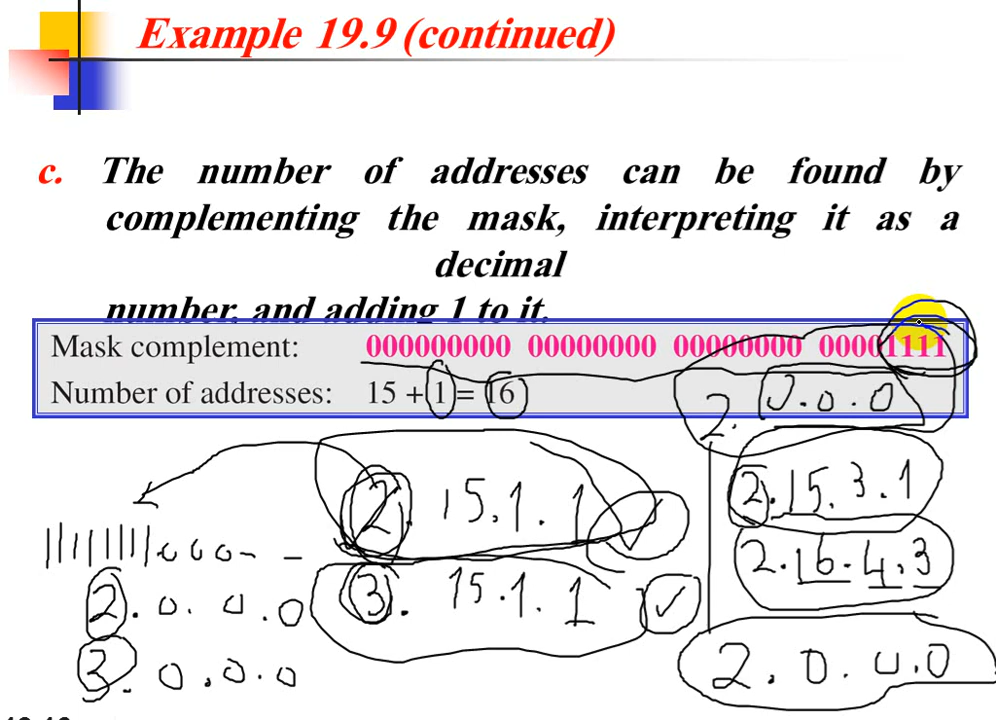 Example 19.9 (continued)
c. The number of addresses can be found by
complementing the mask, interpreting it as a
decimal
number, and adding 1 to it.
Mask complement: 000000000 00000000 00000000 00001111
Number of addresses: 15 + 1 = 16
2. 0.0.0
2. 15.1.1
2.15.3.1
11111111000--
2.16.4.3
2.0.0.0
3. 15.1.1
3.0.0.0
2.0.0.0